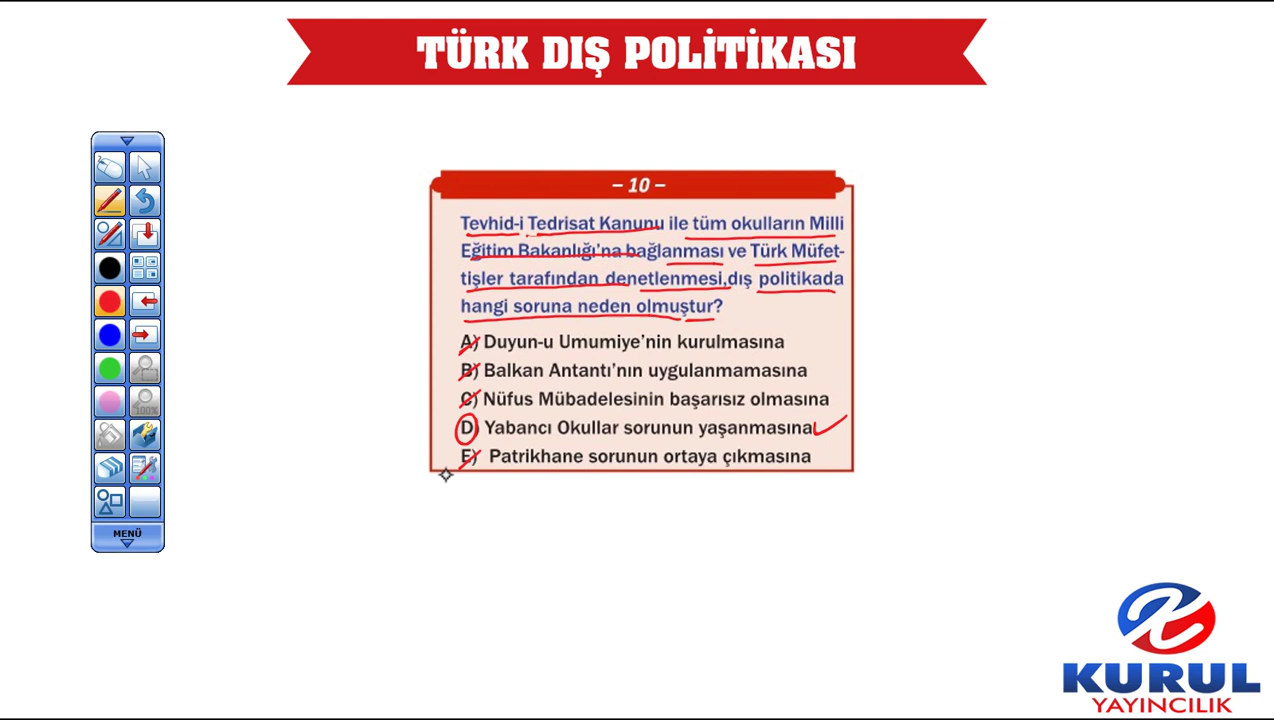 TÜRK DIŞ POLİTİKASI
– 10 –
Tevhid-i Tedrisat Kanunu ile tüm okulların Milli
Eğitim Bakanlığı'na bağlanması ve Türk Müfet-
tişler tarafından denetlenmesi,dış politikada
hangi soruna neden olmuştur?
A) Duyun-u Umumiye'nin kurulmasına
B) Balkan Antantı'nın uygulanmamasına
C) Nüfus Mübadelesinin başarısız olmasına
D) Yabancı Okullar sorunun yaşanmasına
E) Patrikhane sorunun ortaya çıkmasına
100%
MENÜ
KURUL
YAYINCILIK